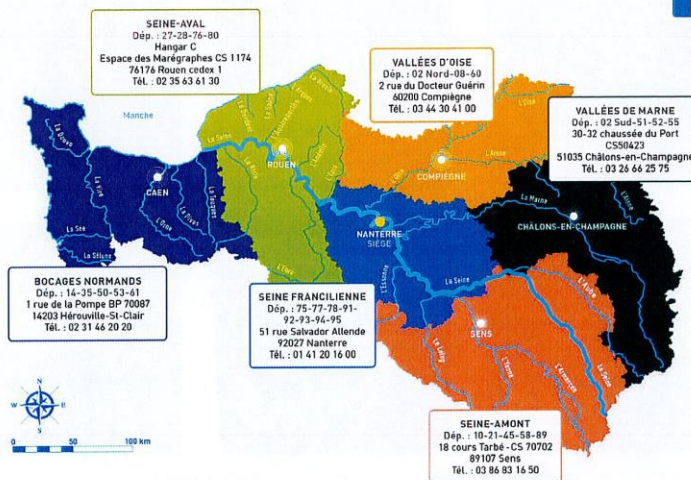 SEINE-AVAL
Dép. : 27-28-76-80
Hangar C
Espace des Marégraphes CS 1174
76176 Rouen cedex 1
Tél. : 02 35 63 61 30
VALLÉES D'OISE
Dép. : 02 Nord-08-60
2 rue du Docteur Guérin
60200 Compiègne
Tél. : 03 44 30 41 00
VALLÉES DE MARNE
Dép. : 02 Sud-51-52-55
30-32 chaussée du Port
CS50423
51035 Châlons-en-Champagne
Tél. : 03 26 66 25 75
Manche
La Seine
ROUEN
CAEN
La Vire
L'Orne
La Dives
La Sée
La Sélune
L'Oise
L'Aisne
COMPIÈGNE
La Marne
CHÂLONS-EN-CHAMPAGNE
NANTERRE
SIÈGE
L'Essonne
La Seine
L'Aube
SENS
Le Loing
L'Yonne
L'Armançon
La Seine
BOCAGES NORMANDS
Dép. : 14-35-50-53-61
1 rue de la Pompe BP 70087
14203 Hérouville-St-Clair
Tél. : 02 31 46 20 20
SEINE FRANCILIENNE
Dép. : 75-77-78-91-
92-93-94-95
51 rue Salvador Allende
92027 Nanterre
Tél. : 01 41 20 16 00
SEINE-AMONT
Dép. : 10-21-45-58-89
18 cours Tarbé - CS 70702
89107 Sens
Tél. : 03 86 83 16 50
N
W E
S
0 50 100 km